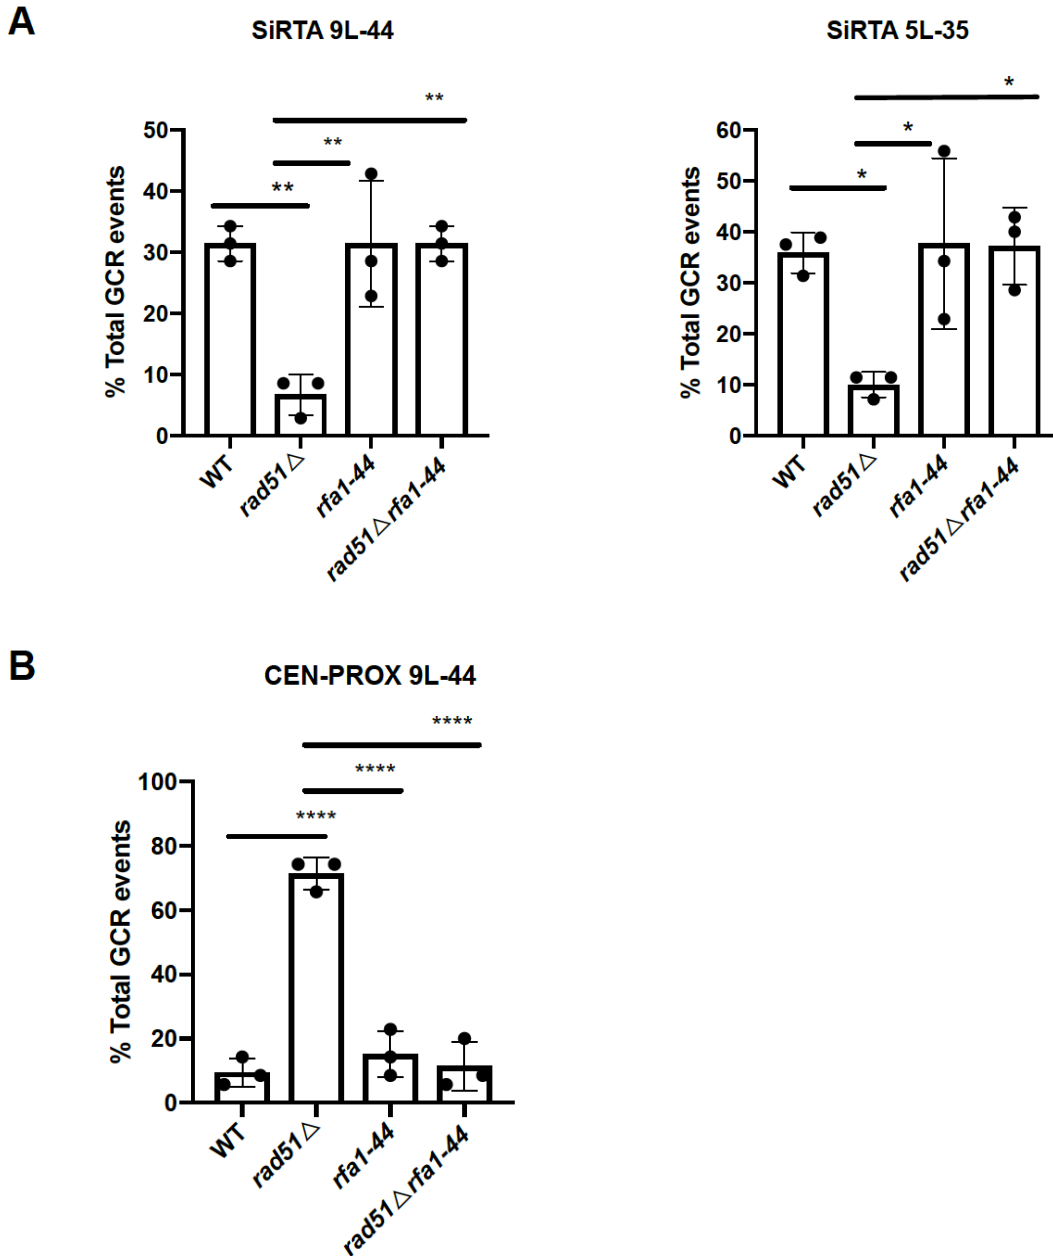 A
SiRTA 9L-44
% Total GCR events
50
40
30
20
10
0
**
**
**
WT
rad51△
rfa1-44
rad51△rfa1-44
SiRTA 5L-35
% Total GCR events
60
50
40
30
20
10
0
*
*
*
WT
rad51△
rfa1-44
rad51△rfa1-44
B
CEN-PROX 9L-44
% Total GCR events
100
80
60
40
20
0
****
****
****
WT
rad51△
rfa1-44
rad51△rfa1-44